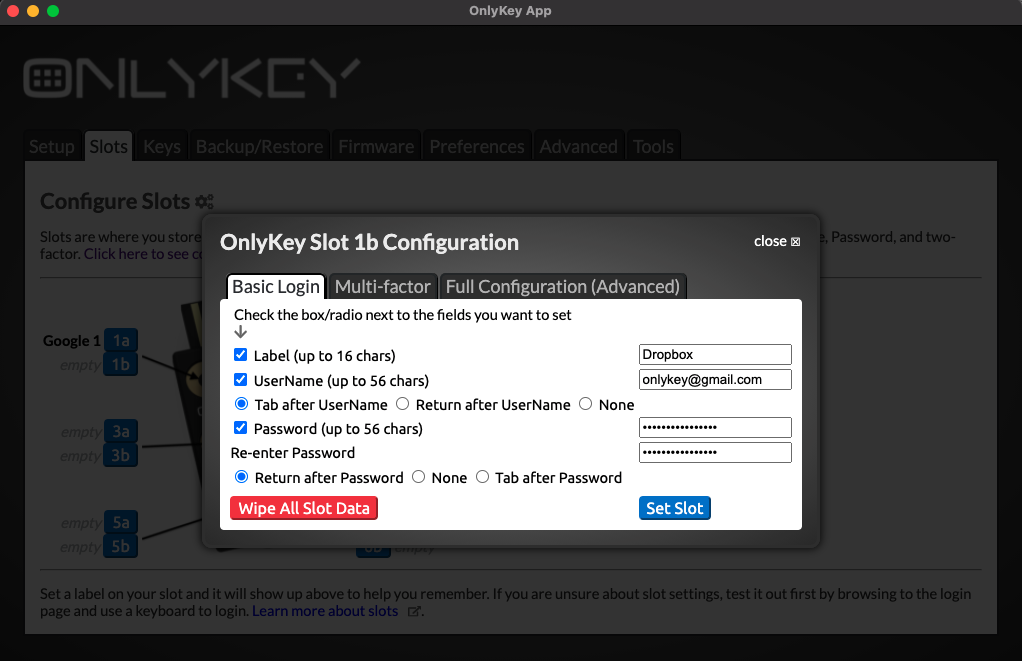 OnlyKey App
ONLYKEY
Setup Slots Keys Backup/Restore Firmware Preferences Advanced Tools
Configure Slots
Slots are where you store
e, Password, and two-
factor. Click here to see co
OnlyKey Slot 1b Configuration
close
Basic Login Multi-factor Full Configuration (Advanced)
Check the box/radio next to the fields you want to set
Label (up to 16 chars) Dropbox
UserName (up to 56 chars) onlykey@gmail.com
Tab after UserName Return after UserName None
Password (up to 56 chars) ••••••••••••••••
Re-enter Password ••••••••••••••••
Return after Password None Tab after Password
Wipe All Slot Data Set Slot
Google 1 1a
empty 1b
empty 3a
empty 3b
empty 5a
empty 5b
6b empty
Set a label on your slot and it will show up above to help you remember. If you are unsure about slot settings, test it out first by browsing to the login
page and use a keyboard to login. Learn more about slots .